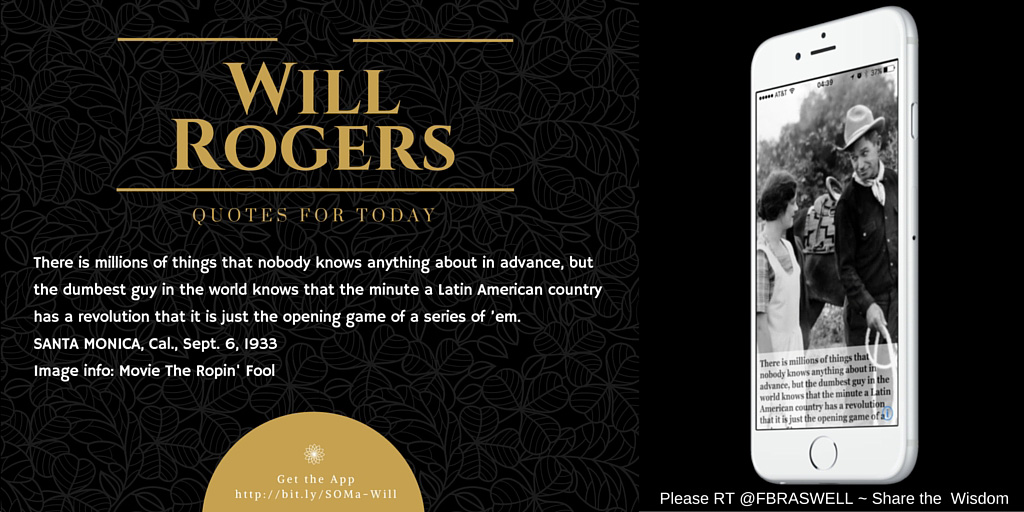 WILL
ROGERS
QUOTES FOR TODAY
There is millions of things that nobody knows anything about in advance, but
the dumbest guy in the world knows that the minute a Latin American country
has a revolution that it is just the opening game of a series of 'em.
SANTA MONICA, Cal., Sept. 6, 1933
Image info: Movie The Ropin' Fool
Get the App
http://bit.ly/SOMa-Will
AT&T
04:39
37%
There is millions of things that
nobody knows anything about in
advance, but the dumbest guy in the
world knows that the minute a Latin
American country has a revolution
that it is just the opening game of a
Please RT @FBRASWELL ~ Share the Wisdom